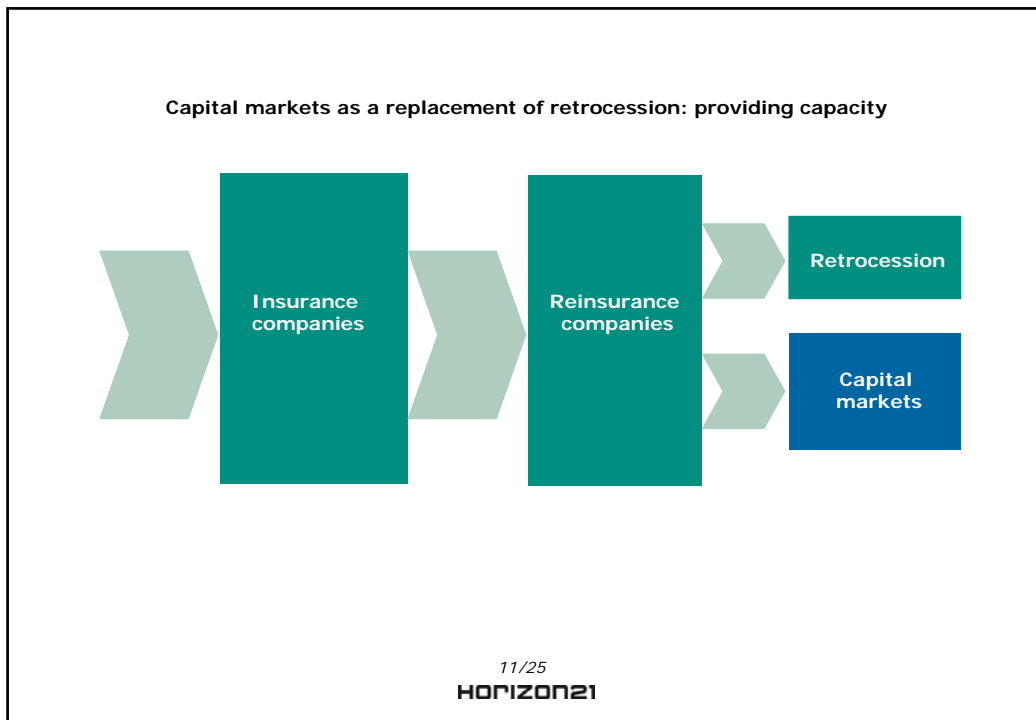 Capital markets as a replacement of retrocession: providing capacity
Insurance
companies
Reinsurance
companies
Retrocession
Capital
markets
11/25
HORIZON21